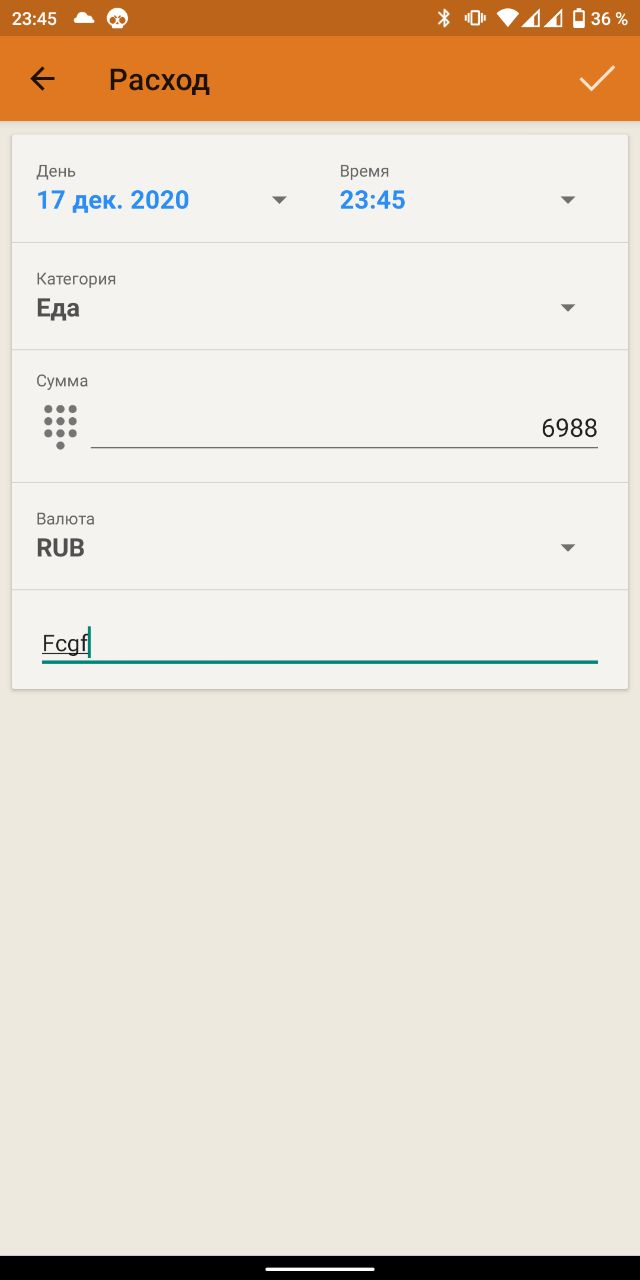 23:45 36 %
Расход
День Время
17 дек. 2020 23:45
Категория
Еда
Сумма
6988
Валюта
RUB
Fcgf